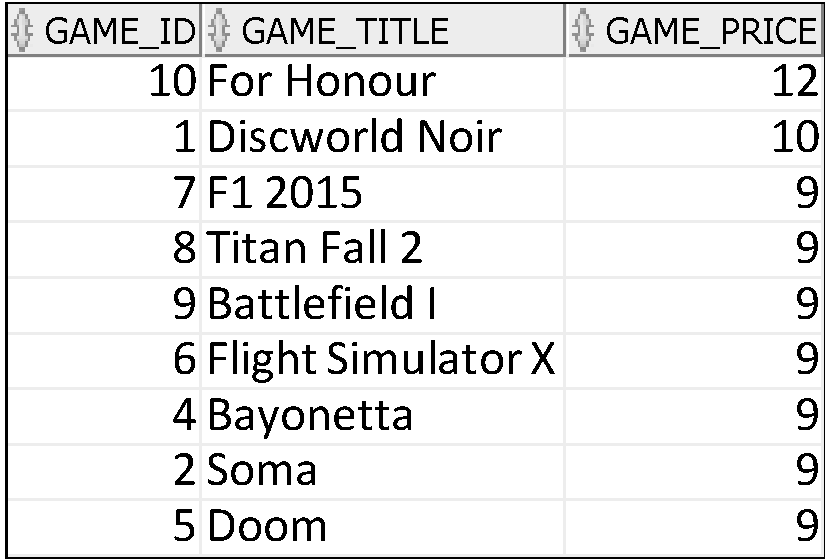 GAME_ID GAME_TITLE GAME_PRICE
10 For Honour 12
1 Discworld Noir 10
7 F1 2015 9
8 Titan Fall 2 9
9 Battlefield I 9
6 Flight Simulator X 9
4 Bayonetta 9
2 Soma 9
5 Doom 9